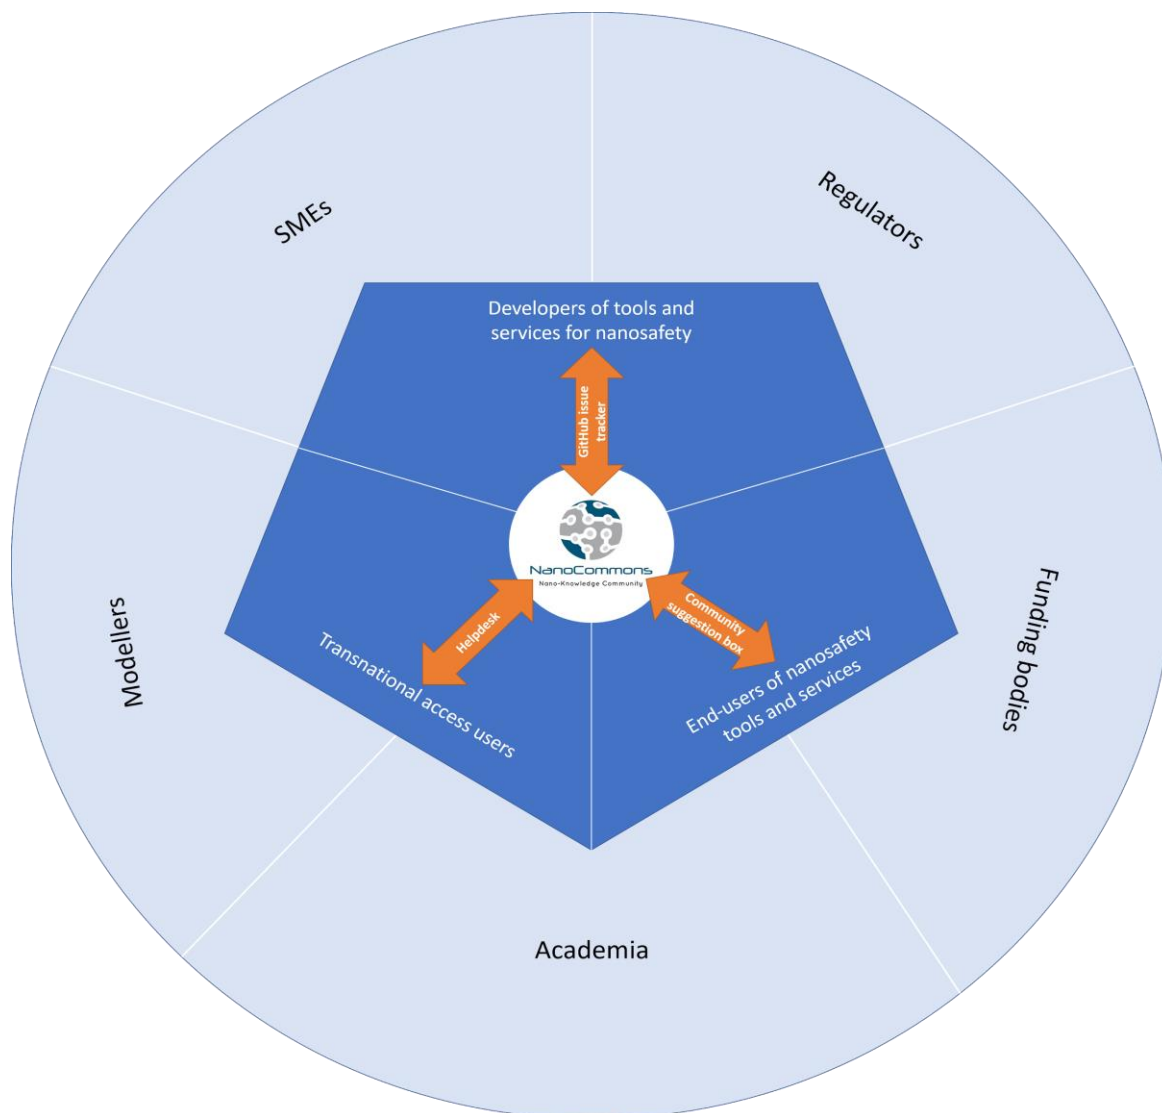 SMEs
Regulators
Developers of tools and
services for nanosafety
GitHub issue
tracker
NanoCommons
Nano-Knowledge Community
Helpdesk
Community
suggestion box
Transnational access users
End-users of nanosafety
tools and services
Modellers
Funding bodies
Academia